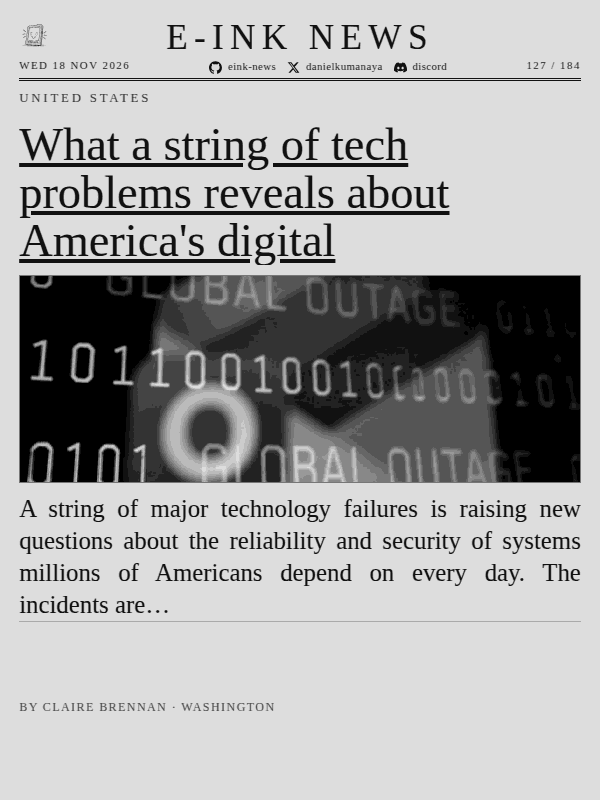 E-INK NEWS
WED 18 NOV 2026
eink-news
danielkumanaya
discord
127 / 184
UNITED STATES
What a string of tech
problems reveals about
America's digital
GLOBAL OUTAGE
GLOBAL OUTAGE
A string of major technology failures is raising new
questions about the reliability and security of systems
millions of Americans depend on every day. The
incidents are…
BY CLAIRE BRENNAN · WASHINGTON